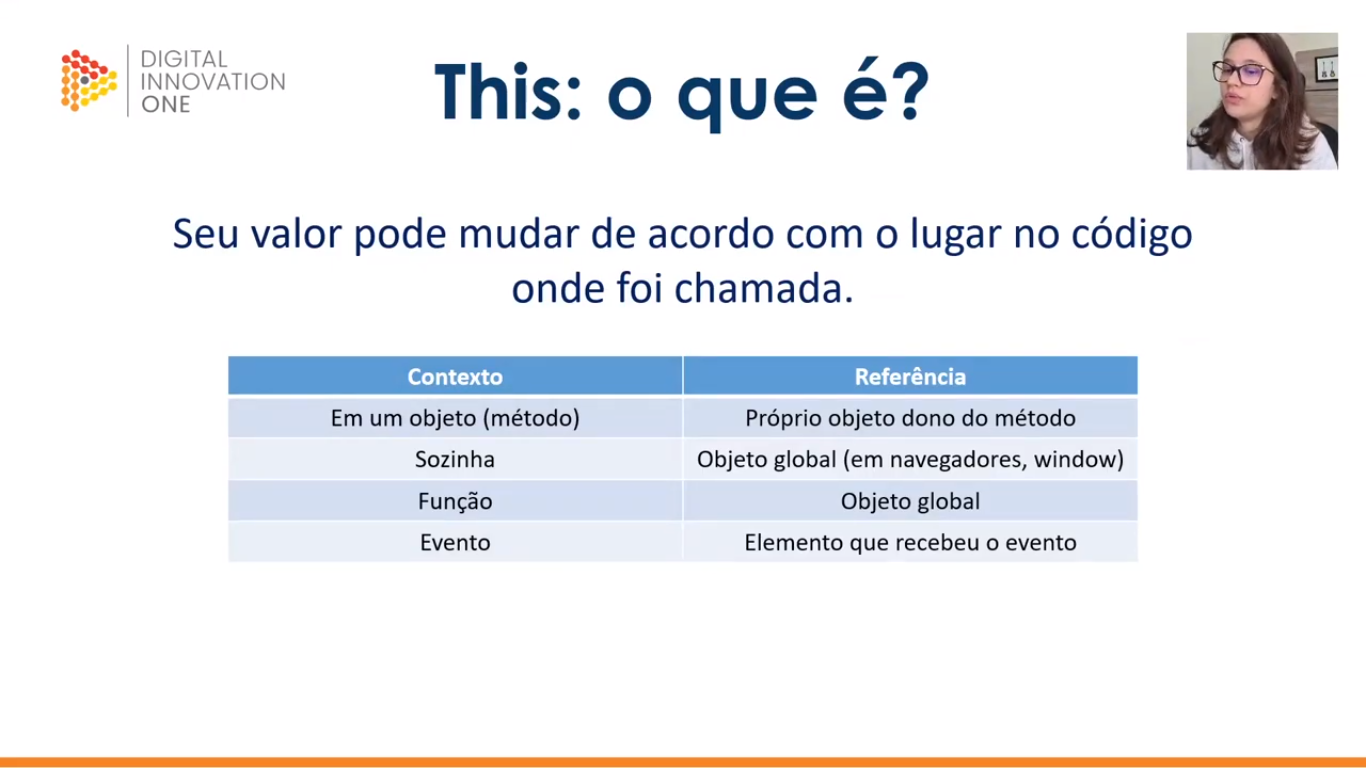 DIGITAL
INNOVATION
ONE
This: o que é?
Seu valor pode mudar de acordo com o lugar no código
onde foi chamada.
Contexto Referência
Em um objeto (método) Próprio objeto dono do método
Sozinha Objeto global (em navegadores, window)
Função Objeto global
Evento Elemento que recebeu o evento